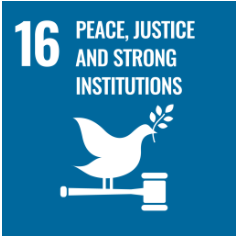 16 PEACE, JUSTICE
AND STRONG
INSTITUTIONS